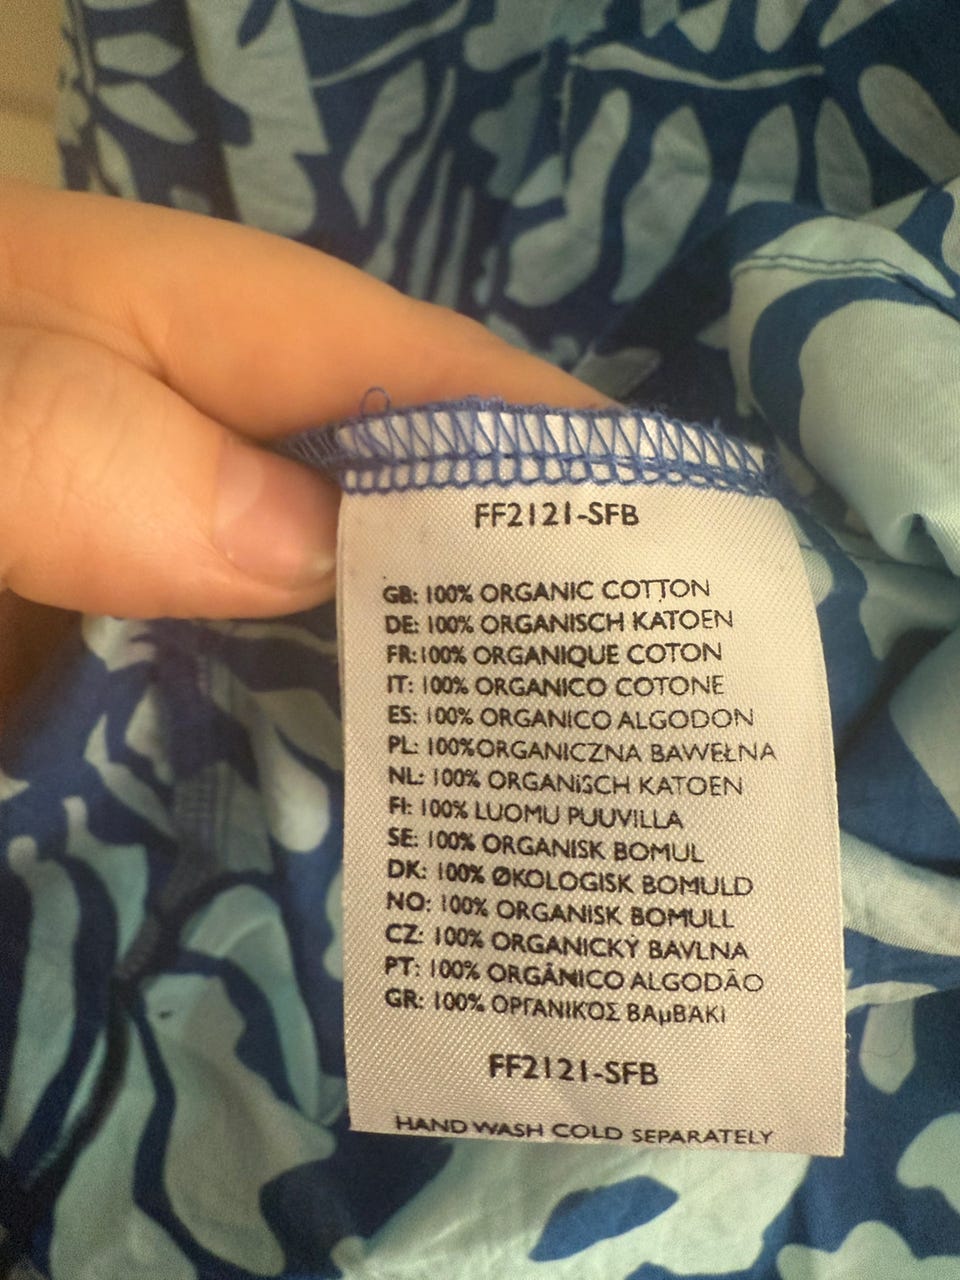 FF2121-SFB
GB: 100% ORGANIC COTTON
DE: 100% ORGANISCH KATOEN
FR:100% ORGANIQUE COTON
IT: 100% ORGANICO COTONE
ES: 100% ORGANICO ALGODON
PL: 100%ORGANICZNA BAWEŁNA
NL: 100% ORGANiSCH KATOEN
FI: 100% LUOMU PUUVILLA
SE: 100% ORGANISK BOMUL
DK: 100% ØKOLOGISK BOMULD
NO: 100% ORGANISK BOMULL
CZ: 100% ORGANICKÝ BAVLNA
PT: 100% ORGÂNICO ALGODÃO
GR: 100% ΟΡΓΑΝΙΚΌΣ ΒΑμΒΆΚΙ
FF2121-SFB
HAND WASH COLD SEPARATELY